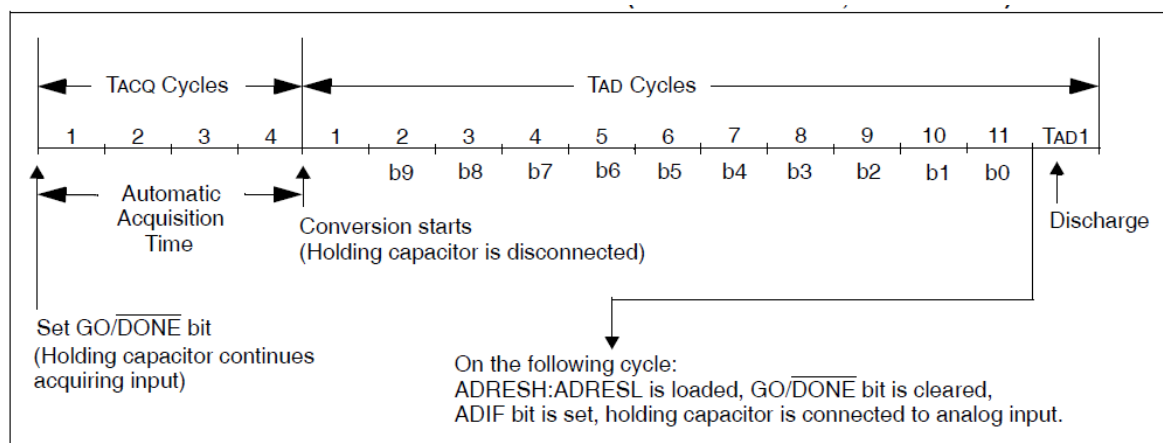 TACQ Cycles TAD Cycles
1 2 3 4 1 2 3 4 5 6 7 8 9 10 11 TAD1
b9 b8 b7 b6 b5 b4 b3 b2 b1 b0
Automatic
Acquisition
Time
Conversion starts
(Holding capacitor is disconnected)
Discharge
Set GO/DONE bit
(Holding capacitor continues
acquiring input)
On the following cycle:
ADRESH:ADRESL is loaded, GO/DONE bit is cleared,
ADIF bit is set, holding capacitor is connected to analog input.